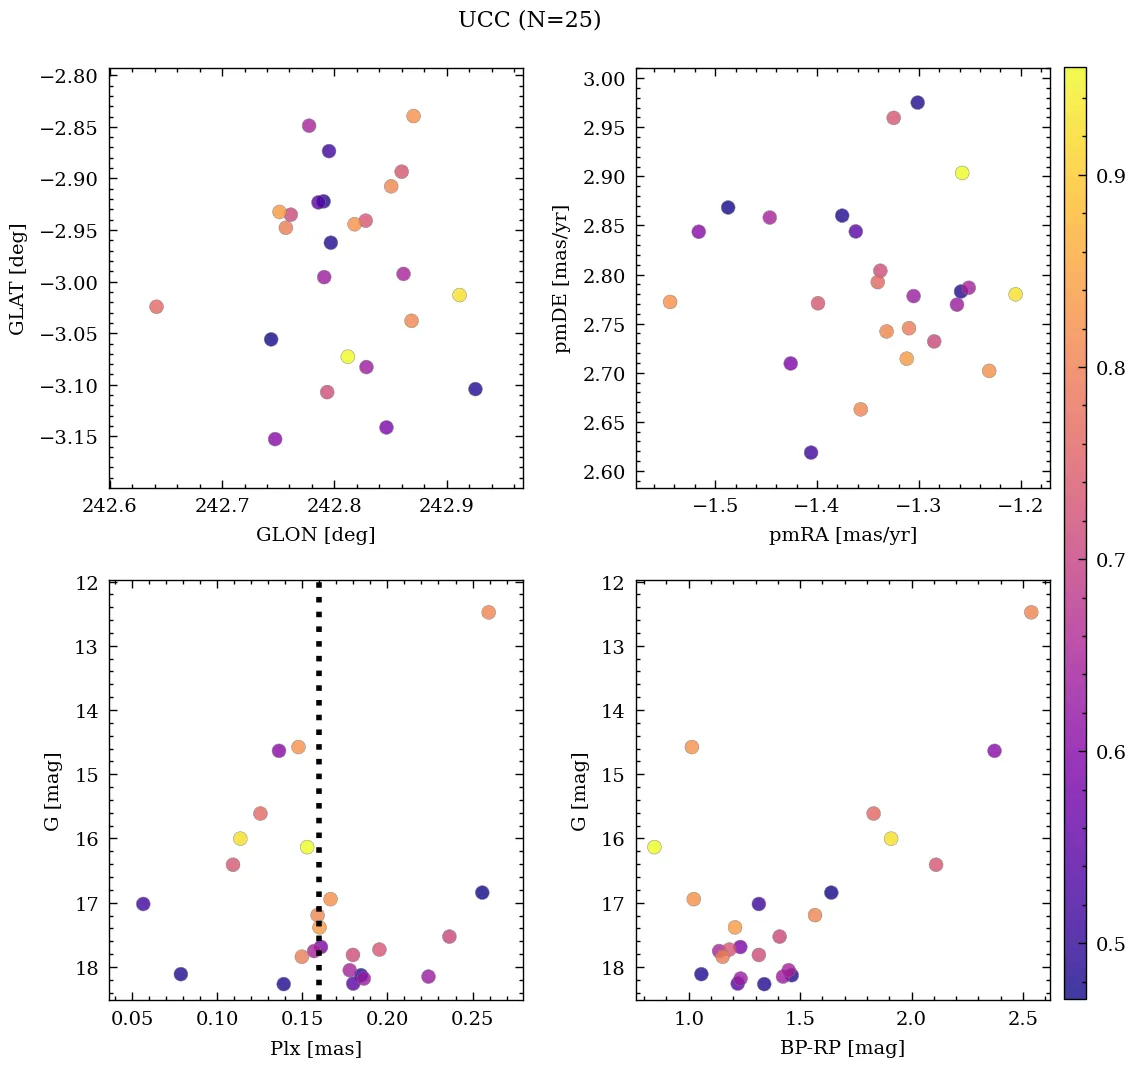 UCC (N=25)
−2.80
−2.85
−2.90
−2.95
−3.00
−3.05
−3.10
−3.15
GLAT [deg]
242.6 242.7 242.8 242.9
GLON [deg]
3.00
2.95
2.90
2.85
2.80
2.75
2.70
2.65
2.60
pmDE [mas/yr]
−1.5 −1.4 −1.3 −1.2
pmRA [mas/yr]
0.9
0.8
0.7
0.6
0.5
12
13
14
15
16
17
18
G [mag]
0.05 0.10 0.15 0.20 0.25
Plx [mas]
12
13
14
15
16
17
18
G [mag]
1.0 1.5 2.0 2.5
BP-RP [mag]